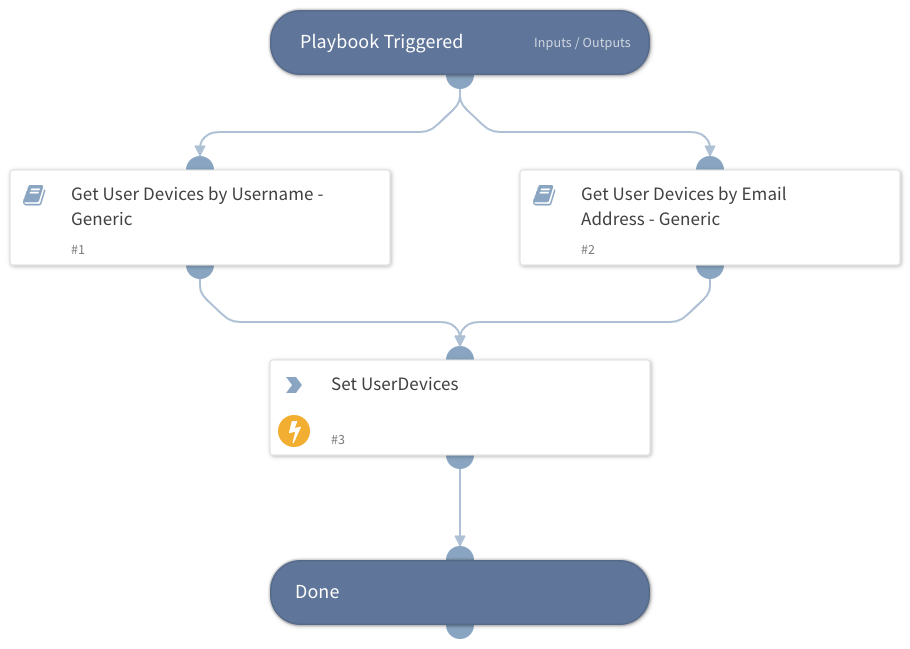 Playbook Triggered
Inputs / Outputs
Get User Devices by Username -
Generic
#1
Get User Devices by Email
Address - Generic
#2
Set UserDevices
#3
Done